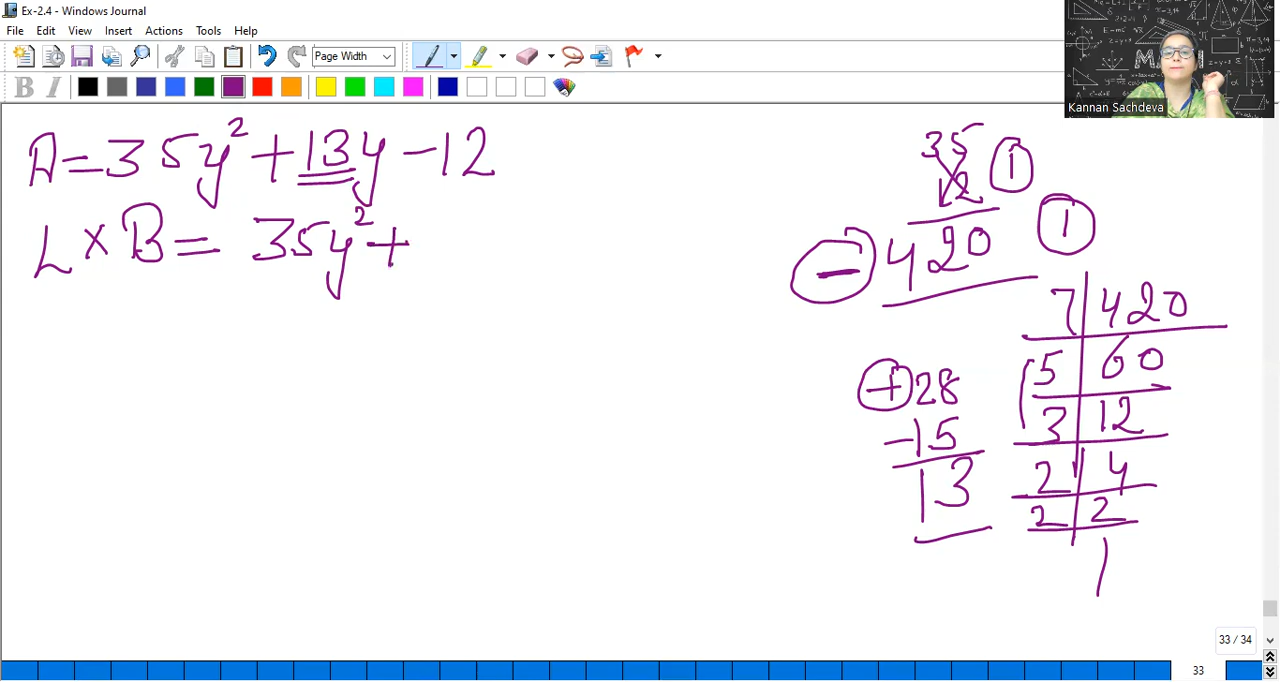 Ex-2.4 - Windows Journal
File Edit View Insert Actions Tools Help
Page Width
B I
Kannan Sachdeva
A = 35y² + 13y - 12
L × B = 35y² +
35 1
12
- 420 1
7 420
5 60
3 12
2 4
2 2
1
+ 28
- 15
13
33 / 34
33